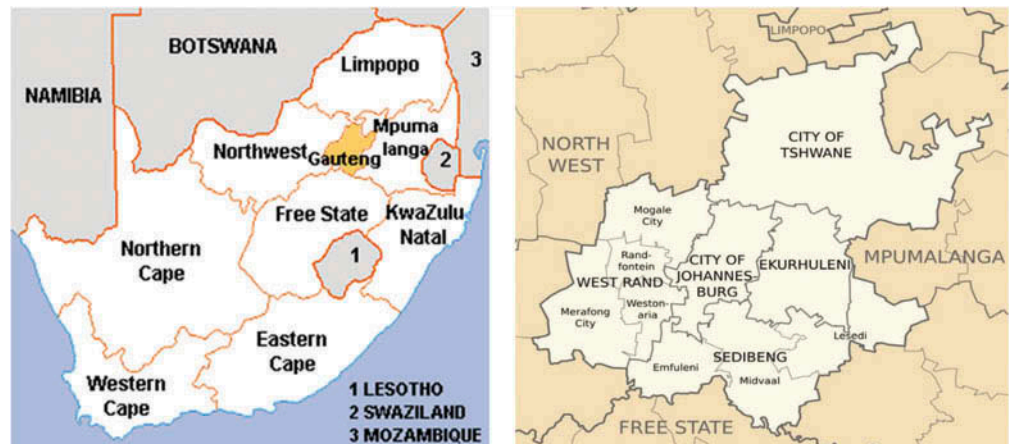 BOTSWANA
NAMIBIA
Limpopo
3
Mpuma
langa
Northwest
Gauteng
2
Free State
KwaZulu
Natal
1
Northern
Cape
Eastern
Cape
Western
Cape
1 LESOTHO
2 SWAZILAND
3 MOZAMBIQUE
LIMPOPO
NORTH
WEST
CITY OF
TSHWANE
Mogale
City
Rand-
fontein
WEST RAND
CITY OF
JOHANNES
BURG
EKURHULENI
MPUMALANGA
Merafong
City
Weston-
aria
Lesedi
SEDIBENG
Emfuleni
Midvaal
FREE STATE